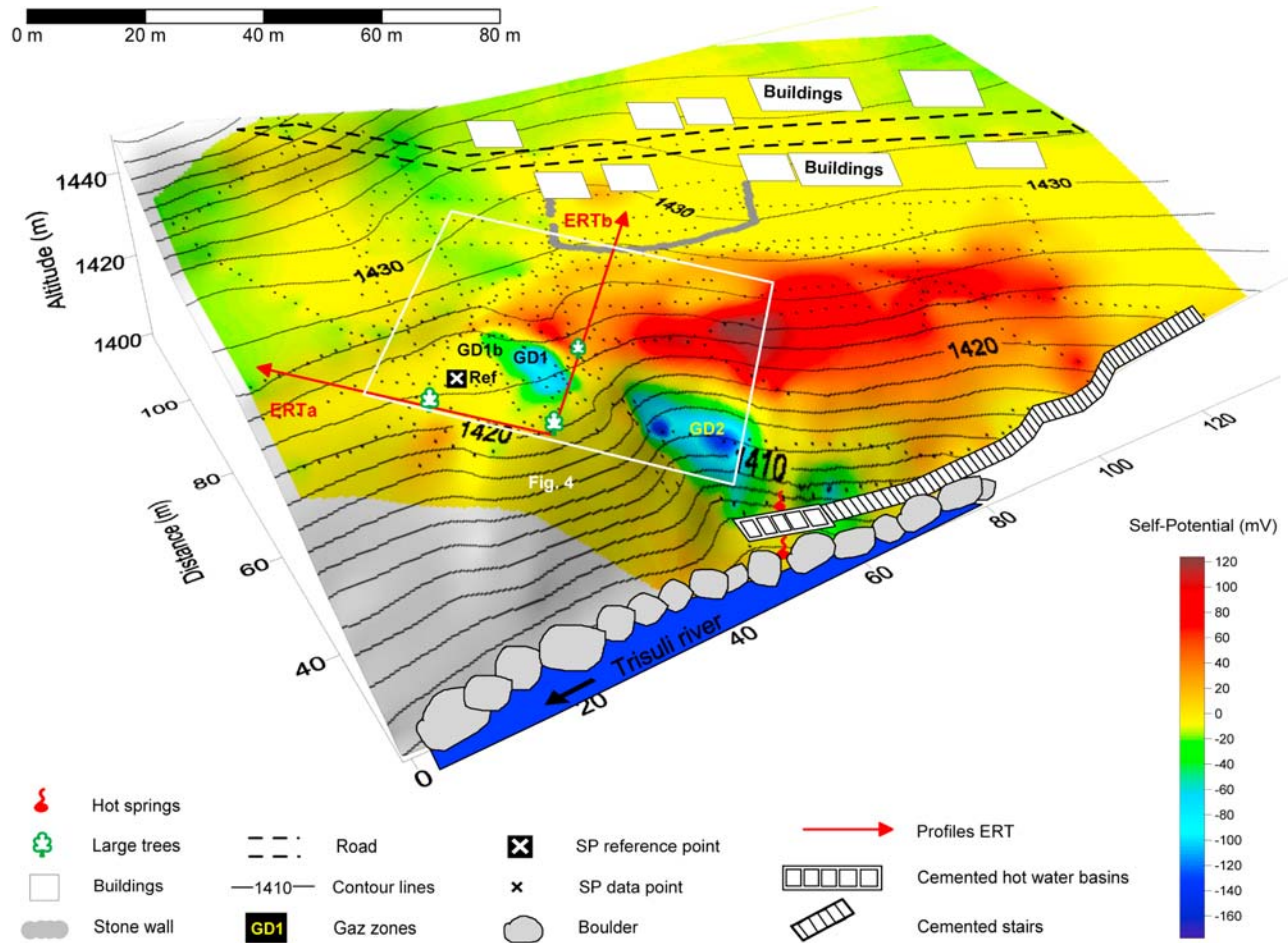 0 m 20 m 40 m 60 m 80 m
Buildings
Buildings
1440
1420
1400
Altitude (m)
1430
1430
1430
ERTb
GD1b
GD1
Ref
ERTa
1420
1420
GD2
1410
Fig. 4
100
80
60
40
Distance (m)
Trisuli river
0
20
40
60
80
100
120
Self-Potential (mV)
120
100
80
60
40
20
0
-20
-40
-60
-80
-100
-120
-140
-160
Hot springs
Large trees
Buildings
Stone wall
Road
1410 Contour lines
GD1 Gaz zones
SP reference point
SP data point
Boulder
Profiles ERT
Cemented hot water basins
Cemented stairs